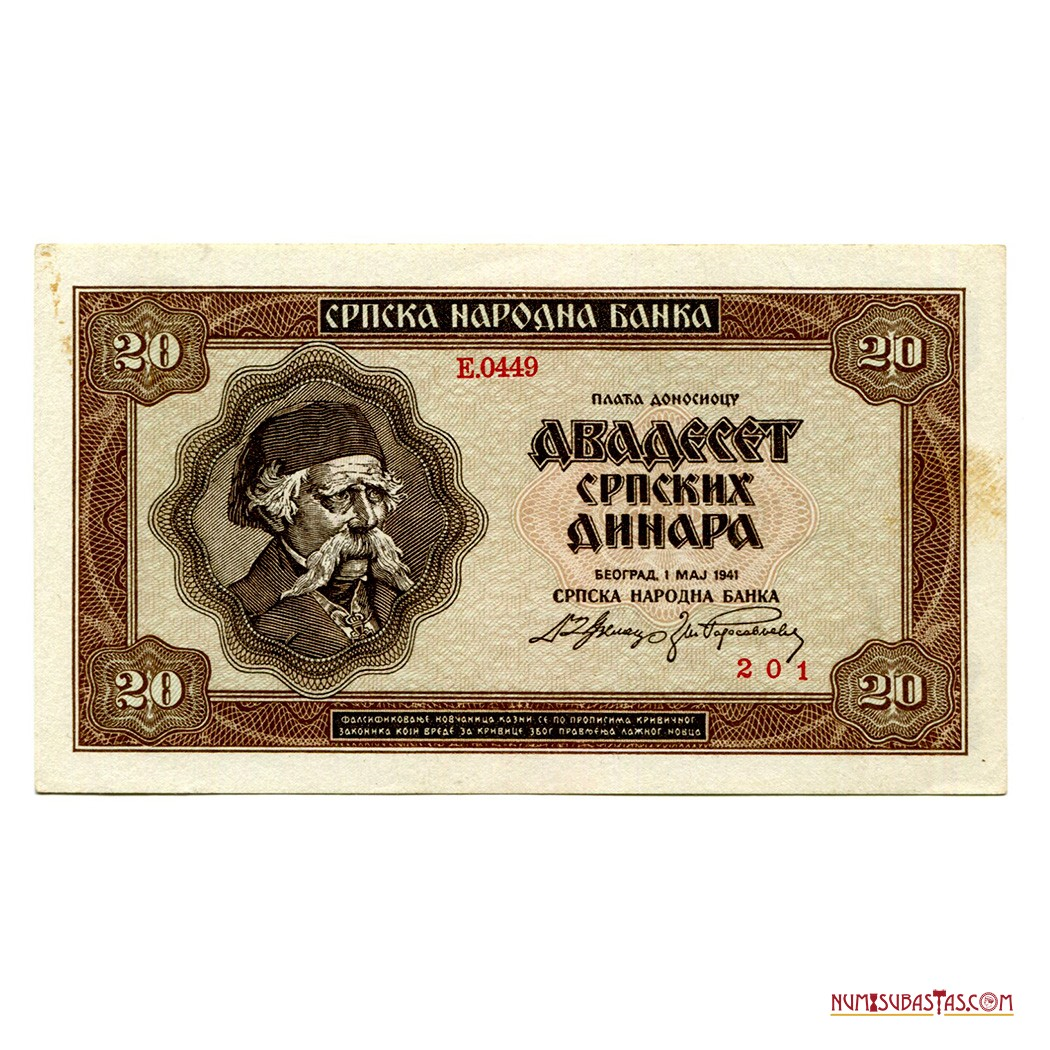 СРПСКА НАРОДНА БАНКА
20
20
Е.0449
ПЛАЋА ДОНОСИОЦУ
ДВАДЕСЕТ
СРПСКИХ
ДИНАРА
БЕОГРАД, 1 МАЈ 1941
СРПСКА НАРОДНА БАНКА
201
20
20
ФАЛСИФИКОВАЊЕ НОВЧАНИЦА КАЗНИ СЕ ПО ПРОПИСИМА КРИВИЧНОГ
ЗАКОНИКА КОЈИ ВРЕДЕ ЗА КРИВИЦЕ ЗБОГ ПРАВЉЕЊА ЛАЖНОГ НОВЦА
NUMISUBASTAS.COM